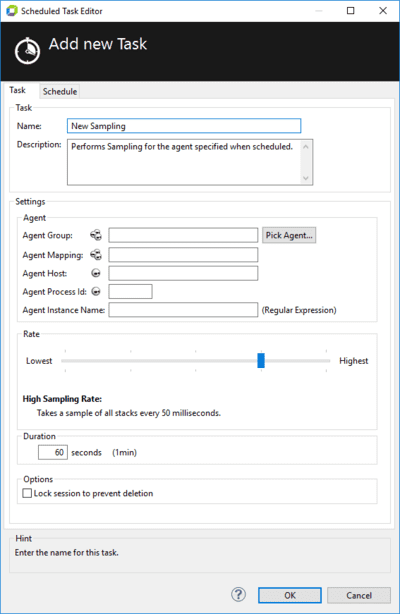 Scheduled Task Editor
Add new Task
Task
Schedule
Task
Name:
New Sampling
Description:
Performs Sampling for the agent specified when scheduled.
Settings
Agent
Agent Group:
Pick Agent...
Agent Mapping:
Agent Host:
Agent Process Id:
Agent Instance Name:
(Regular Expression)
Rate
Lowest
Highest
High Sampling Rate:
Takes a sample of all stacks every 50 milliseconds.
Duration
60 seconds (1min)
Options
Lock session to prevent deletion
Hint
Enter the name for this task.
?
OK
Cancel